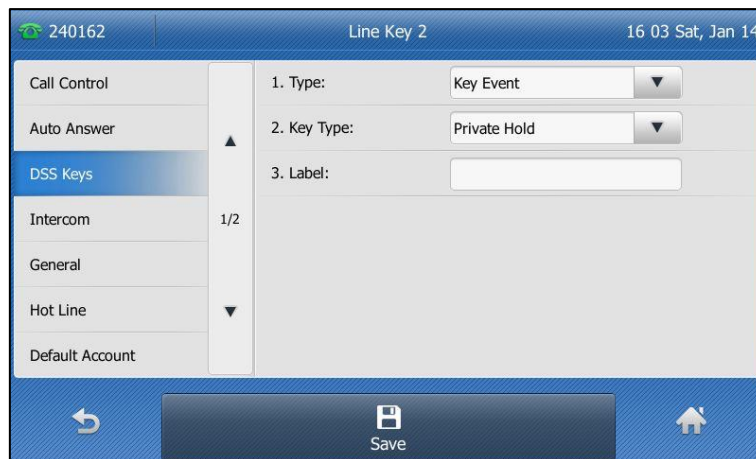 240162
Line Key 2
16 03 Sat, Jan 14
Call Control
Auto Answer
DSS Keys
Intercom
General
Hot Line
Default Account
1/2
1. Type:
Key Event
2. Key Type:
Private Hold
3. Label:
Save